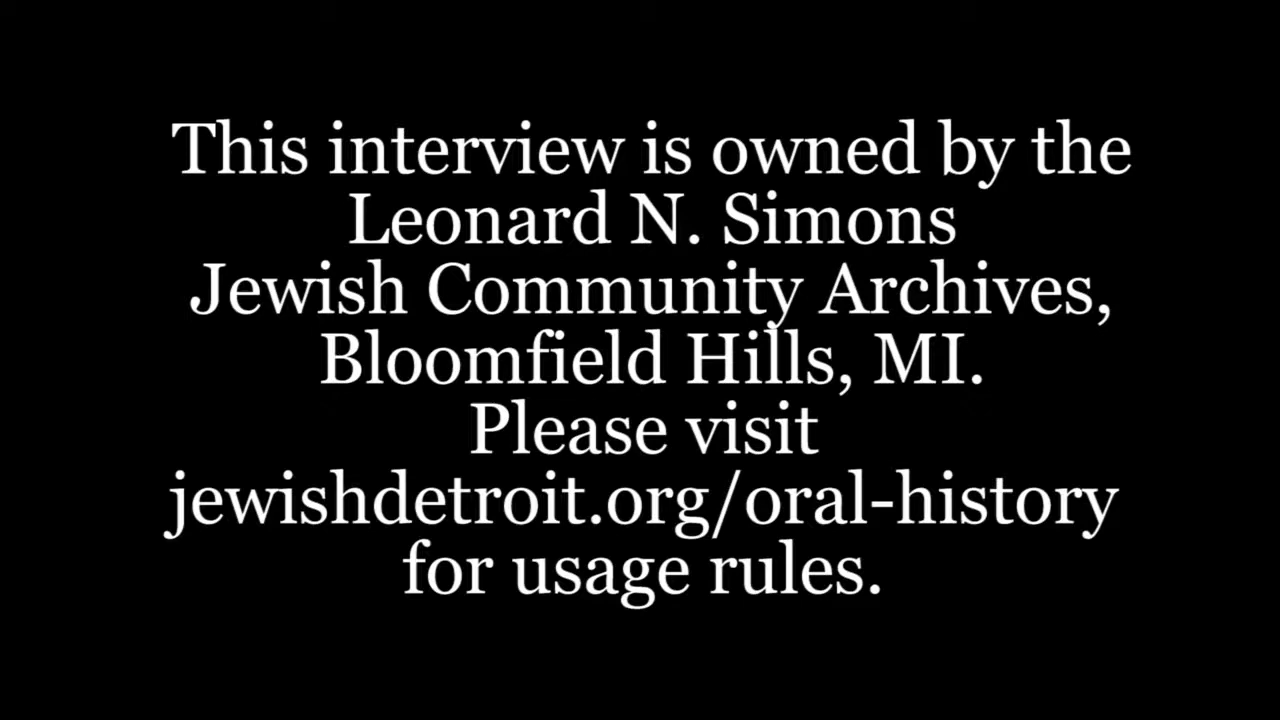 This interview is owned by the
Leonard N. Simons
Jewish Community Archives,
Bloomfield Hills, MI.
Please visit
jewishdetroit.org/oral-history
for usage rules.